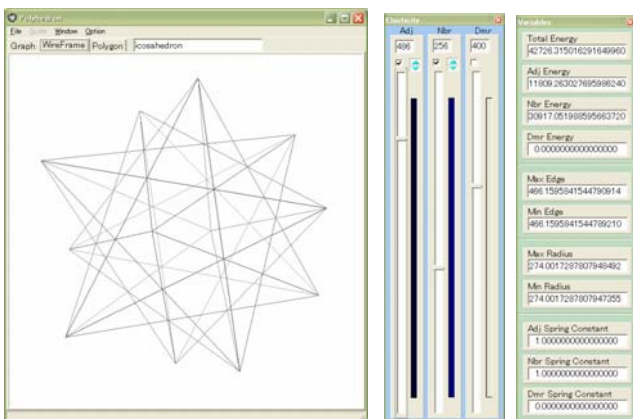 Polyhedron
File Guide Window Option
Graph WireFrame Polygon icosahedron
Elasticity
Adj Nbr Dmr
486 256 400
Variables
Total Energy
42726.315016291649960
Adj Energy
11809.263027695986240
Nbr Energy
30917.051988595663720
Dmr Energy
0.0000000000000000
Max Edge
466.1595841544790914
Min Edge
466.1595841544789210
Max Radius
274.0017287807948492
Min Radius
274.0017287807947355
Adj Spring Constant
1.0000000000000000
Nbr Spring Constant
1.0000000000000000
Dmr Spring Constant
0.0000000000000000